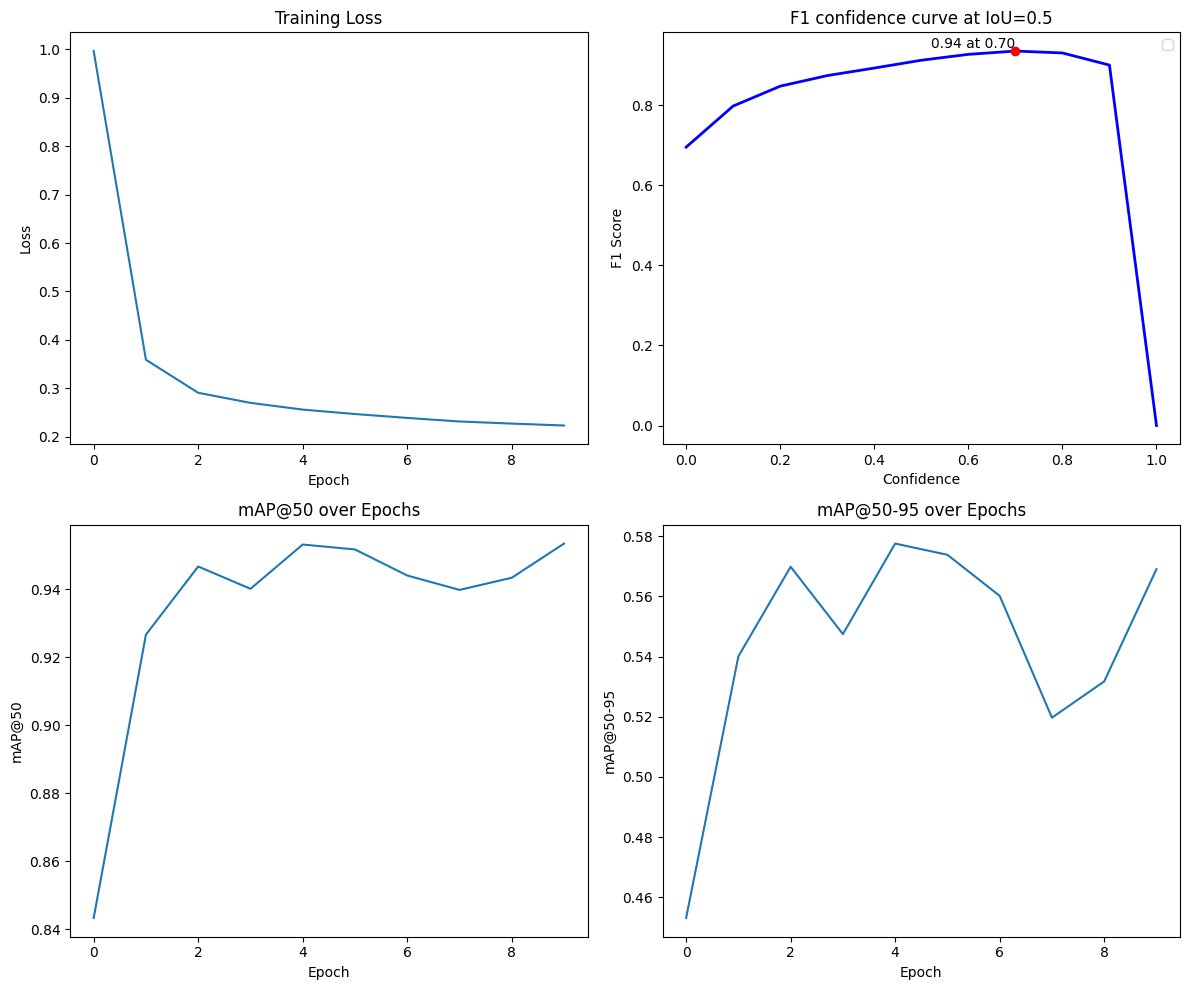 Training Loss
1.0
0.9
0.8
0.7
0.6
0.5
0.4
0.3
0.2
Loss
0 2 4 6 8
Epoch
F1 confidence curve at IoU=0.5
0.94 at 0.70
0.8
0.6
0.4
0.2
0.0
F1 Score
0.0 0.2 0.4 0.6 0.8 1.0
Confidence
mAP@50 over Epochs
0.94
0.92
0.90
0.88
0.86
0.84
mAP@50
0 2 4 6 8
Epoch
mAP@50-95 over Epochs
0.58
0.56
0.54
0.52
0.50
0.48
0.46
mAP@50-95
0 2 4 6 8
Epoch